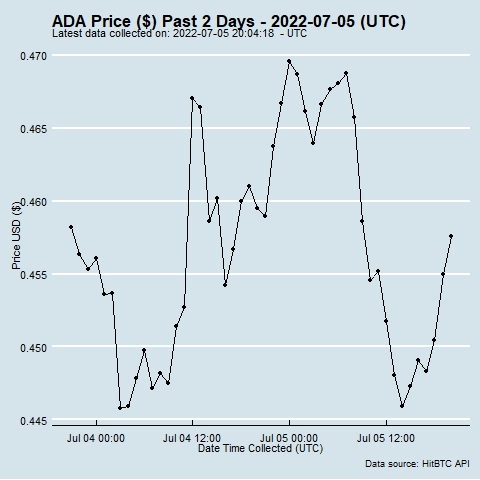 ADA Price ($) Past 2 Days - 2022-07-05 (UTC)
Latest data collected on: 2022-07-05 20:04:18 - UTC
0.470
0.465
0.460
0.455
0.450
0.445
Price USD ($)
Jul 04 00:00
Jul 04 12:00
Jul 05 00:00
Jul 05 12:00
Date Time Collected (UTC)
Data source: HitBTC API